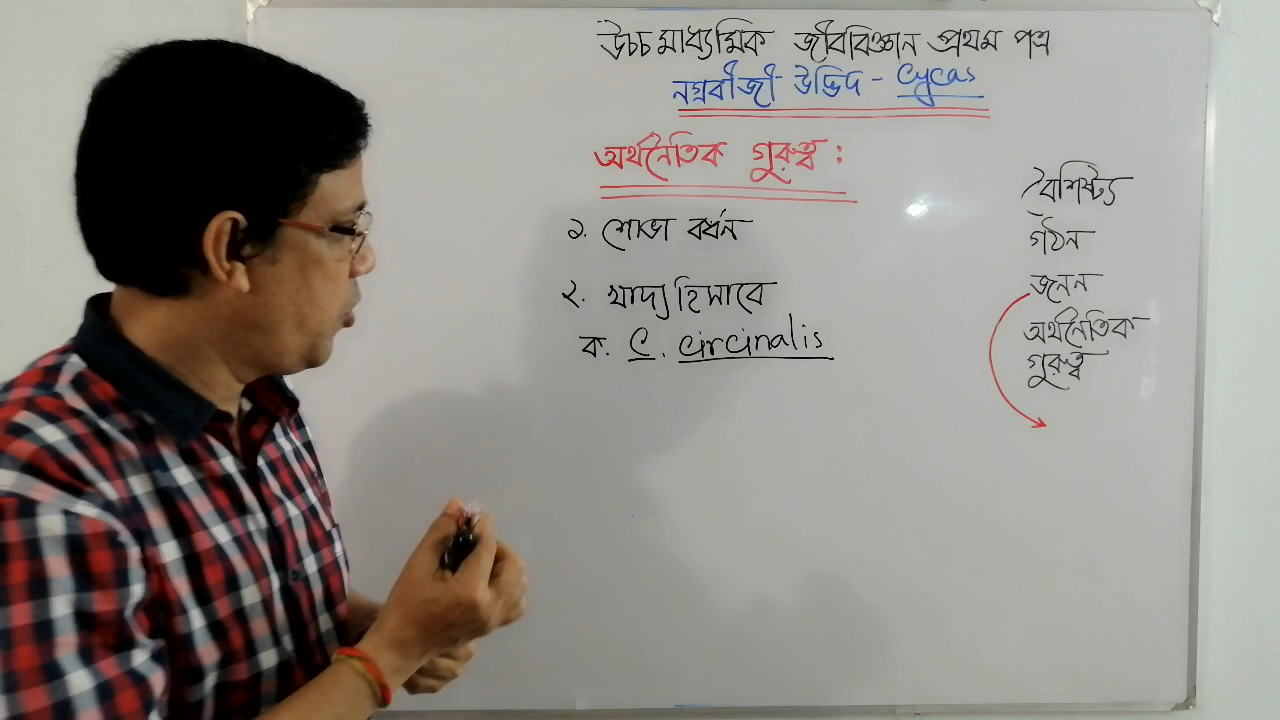 উচ্চ মাধ্যমিক জীববিজ্ঞান প্রথম পত্র
নগ্নবীজী উদ্ভিদ - Cycas
অর্থনৈতিক গুরুত্ব :
১. শোভা বর্ধন
২. খাদ্য হিসাবে
ক. C. circinalis
বৈশিষ্ট্য
গঠন
জনন
অর্থনৈতিক
গুরুত্ব